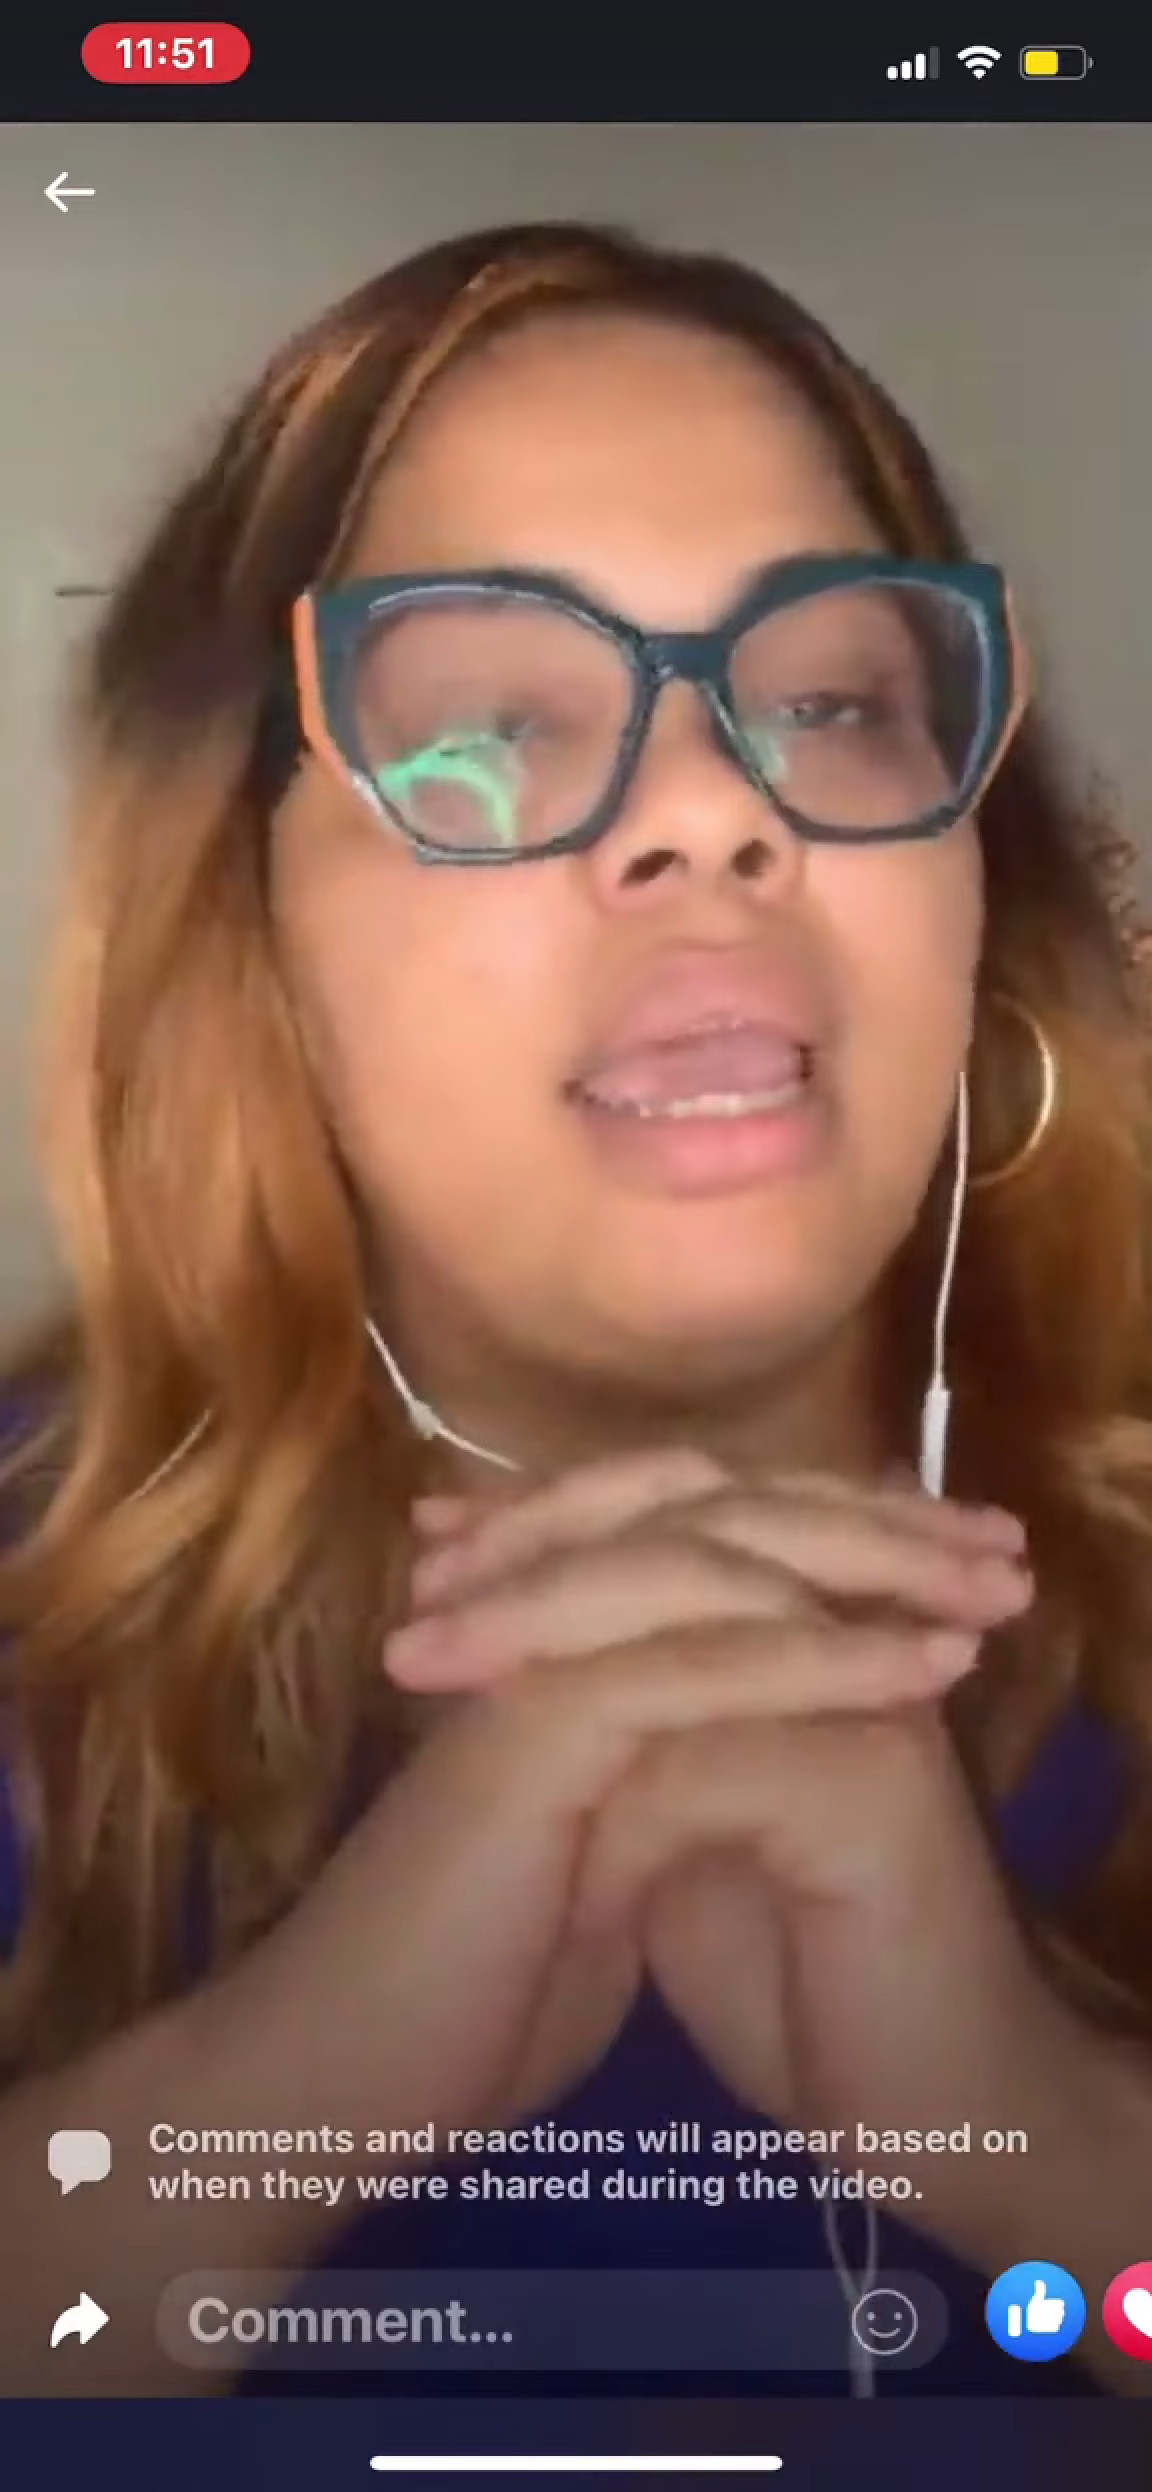 11:51
Comments and reactions will appear based on
when they were shared during the video.
Comment...